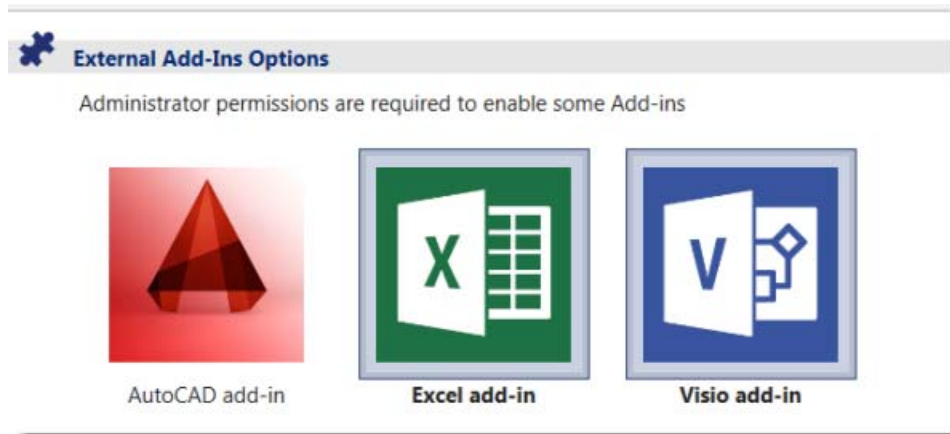 External Add-Ins Options
Administrator permissions are required to enable some Add-ins
X
V
AutoCAD add-in
Excel add-in
Visio add-in